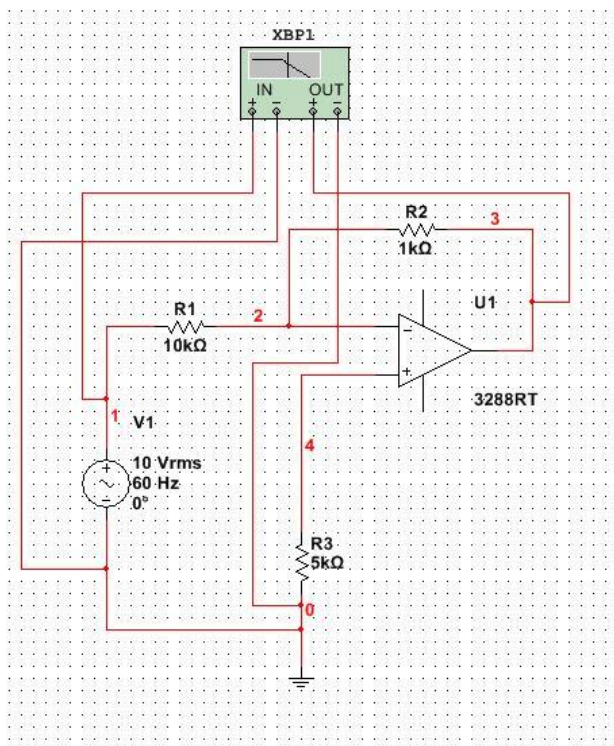 XBP1
IN OUT
+ − + −
R2
3
1kΩ
U1
R1
2
10kΩ
−
+
3288RT
1
V1
4
+
10 Vrms
60 Hz
−
0°
R3
5kΩ
0